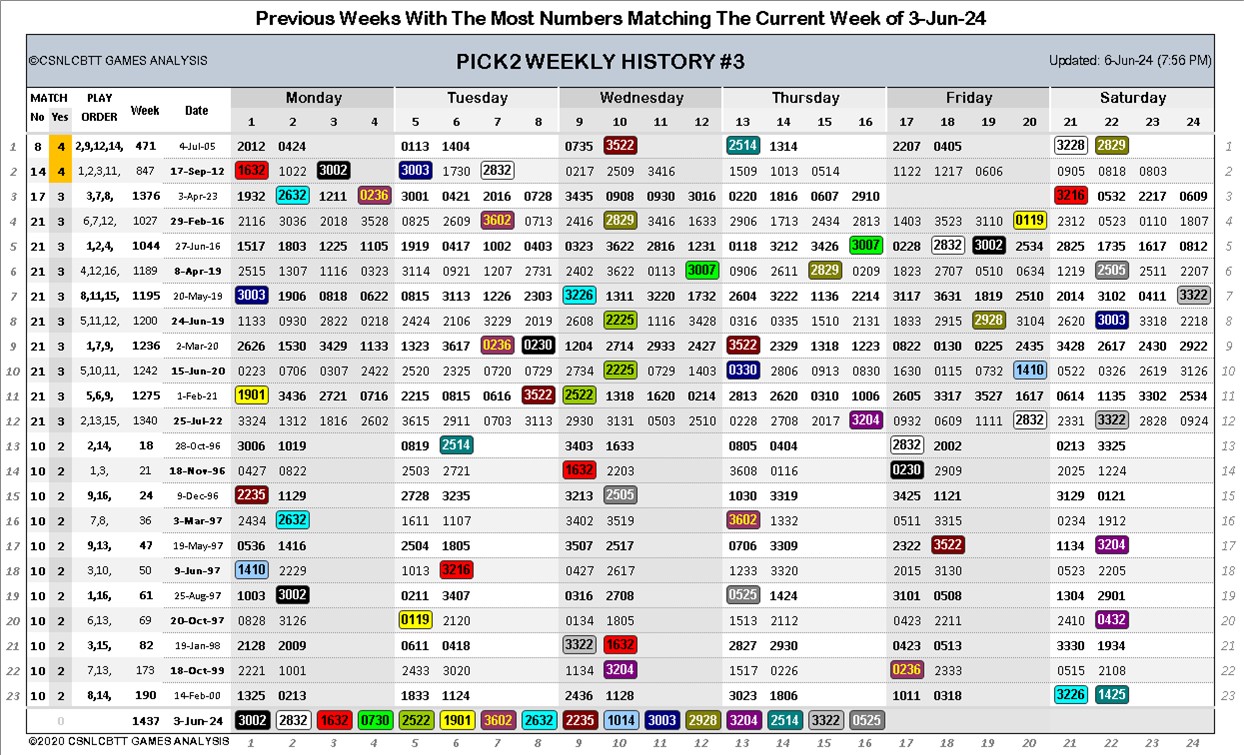 Previous Weeks With The Most Numbers Matching The Current Week of 3-Jun-24
©CSNLCBTT GAMES ANALYSIS PICK2 WEEKLY HISTORY #3 Updated: 6-Jun-24 (7:56 PM)
MATCH PLAY Week Date Monday Tuesday Wednesday Thursday Friday Saturday
No Yes ORDER 1 2 3 4 5 6 7 8 9 10 11 12 13 14 15 16 17 18 19 20 21 22 23 24
1 8 4 2,9,12,14, 471 4-Jul-05 2012 0424 0113 1404 0735 3522 2514 1314 2207 0405 3228 2829 1
2 14 4 1,2,3,11, 847 17-Sep-12 1632 1022 3002 3003 1730 2832 0217 2509 3416 1509 1013 0514 1122 1217 0606 0905 0818 0803 2
3 17 3 3,7,8, 1376 3-Apr-23 1932 2632 1211 0236 3001 0421 2016 0728 3435 0908 0930 3016 0220 1816 0607 2910 3216 0532 2217 0609 3
4 21 3 6,7,12, 1027 29-Feb-16 2116 3036 2018 3528 0825 2609 3602 0713 2416 2829 3412 1633 2906 1713 2434 2813 1403 3523 3110 0119 2312 0523 0110 1807 4
5 21 3 1,2,4, 1044 27-Jun-16 1517 1803 1225 1105 1919 0417 1002 0403 0323 3622 2816 1231 0118 3212 3426 3007 0228 2832 3002 2534 2825 1735 1617 0812 5
6 21 3 4,12,16, 1189 8-Apr-19 2515 1307 1116 0323 3114 0921 1207 2731 2402 3622 0113 3007 0906 2611 2829 0209 1823 2707 0510 0634 1219 2505 2511 2207 6
7 21 3 8,11,15, 1195 20-May-19 3003 1906 0818 0622 0815 3113 1226 2303 3226 1311 3220 1732 2604 3222 1136 2214 3117 3631 1819 2510 2014 3102 0411 3322 7
8 21 3 5,11,12, 1200 24-Jun-19 1133 0930 2822 0218 2424 2106 3229 2019 2608 2225 1116 3428 0316 0335 1510 2131 1833 2915 2928 3104 2620 3003 3318 2218 8
9 21 3 1,7,9, 1236 2-Mar-20 2626 1530 3429 1133 1323 3617 0236 0230 1204 2714 2933 2427 3522 2329 1318 1223 0822 0130 0225 2435 3428 2617 2430 2922 9
10 21 3 5,10,11, 1242 15-Jun-20 0223 0706 0307 2422 2520 2325 0720 0729 2734 2225 0729 1403 0330 2806 0913 0830 1630 0115 0732 1410 0522 0326 2619 3126 10
11 21 3 5,6,9, 1275 1-Feb-21 1901 3436 2721 0716 2215 0815 0616 3522 2522 1318 1620 0214 2813 2620 0310 1006 2605 3317 3527 1617 0614 1135 3302 2534 11
12 21 3 2,13,15, 1340 25-Jul-22 3324 1312 1816 2602 3615 2911 0703 3113 2930 3131 0503 2510 0228 2708 2017 3204 0932 0609 1111 2832 2331 3322 2828 0924 12
13 10 2 2,14, 18 28-Oct-96 3006 1019 0819 2514 3403 1633 0805 0404 2832 2002 0213 3325 13
14 10 2 1,3, 21 18-Nov-96 0427 0822 2503 2721 1632 2203 3608 0114 0230 2909 2025 1224 14
15 10 2 9,16, 24 9-Dec-96 2235 1129 2728 3235 3213 2505 1030 3319 3425 1121 3129 0121 15
16 10 2 7,8, 36 3-Mar-97 2434 2632 1611 1107 3402 3519 3602 1332 0511 3315 0234 1912 16
17 10 2 9,13, 47 19-May-97 0536 1416 2504 1805 3507 2517 0706 3309 2322 3522 1134 3204 17
18 10 2 3,10, 50 9-Jun-97 1410 2229 1013 3216 0427 2617 1233 3320 2015 3130 0523 2205 18
19 10 2 1,16, 61 25-Aug-97 1003 3002 0211 3407 0316 2708 0525 1424 3101 0508 1304 2901 19
20 10 2 6,13, 69 20-Oct-97 0828 3126 0119 2120 0134 1805 1513 2112 0423 2211 2410 0432 20
21 10 2 3,15, 82 19-Jan-98 2128 2009 0611 0418 3322 1632 2827 2930 0423 0513 3330 1934 21
22 10 2 7,13, 173 18-Oct-99 2221 1001 2433 3020 1134 3204 1517 0226 0236 2333 0515 2108 22
23 10 2 8,14, 190 14-Feb-00 1325 0213 1833 1124 2436 1128 3023 1806 1011 0318 3226 1425 23
0 1437 3-Jun-24 3002 2832 1632 0730 2522 1901 3602 2632 2235 1014 3003 2928 3204 2514 3322 0525
©2020 CSNLCBTT GAMES ANALYSIS 1 2 3 4 5 6 7 8 9 10 11 12 13 14 15 16 17 18 19 20 21 22 23 24